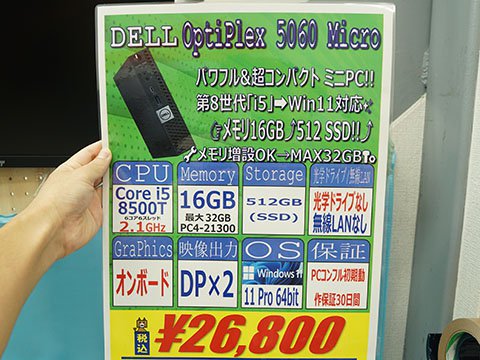 DELL OptiPlex 5060 Micro
パワフル&超コンパクト ミニPC!!
第8世代「i5」➡Win11対応
メモリ16GB⤴512 SSD!!⤴
メモリ増設OK→MAX32GB
CPU
Core i5
8500T
6コア6スレッド
2.1GHz
Memory
16GB
最大32GB
PC4-21300
Storage
512GB
(SSD)
光学ドライブ/無線LAN
光学ドライブなし
無線LANなし
GraPhics
オンボード
映像出力
DP×2
OS
Windows 11
11 Pro 64bit
保証
PCコンフル初期動
作保証30日間
税込
¥26,800